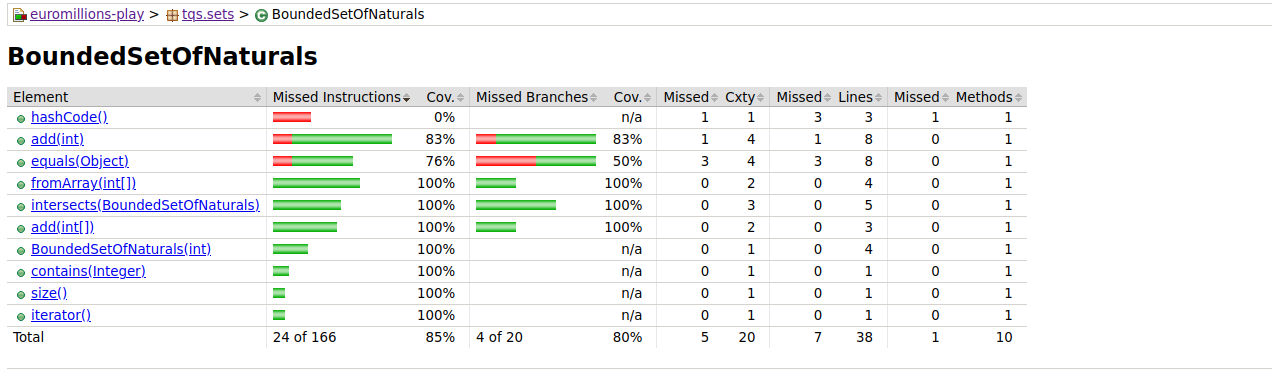 euromillions-play > tqs.sets > BoundedSetOfNaturals
BoundedSetOfNaturals
Element Missed Instructions Cov. Missed Branches Cov. Missed Cxty Missed Lines Missed Methods
hashCode() 0% n/a 1 1 3 3 1 1
add(int) 83% 83% 1 4 1 8 0 1
equals(Object) 76% 50% 3 4 3 8 0 1
fromArray(int[]) 100% 100% 0 2 0 4 0 1
intersects(BoundedSetOfNaturals) 100% 100% 0 3 0 5 0 1
add(int[]) 100% 100% 0 2 0 3 0 1
BoundedSetOfNaturals(int) 100% n/a 0 1 0 4 0 1
contains(Integer) 100% n/a 0 1 0 1 0 1
size() 100% n/a 0 1 0 1 0 1
iterator() 100% n/a 0 1 0 1 0 1
Total 24 of 166 85% 4 of 20 80% 5 20 7 38 1 10